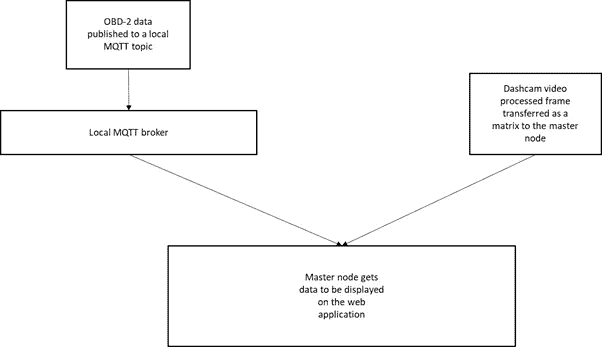 OBD-2 data
published to a local
MQTT topic
Local MQTT broker
Dashcam video
processed frame
transferred as a
matrix to the master
node
Master node gets
data to be displayed
on the web
application